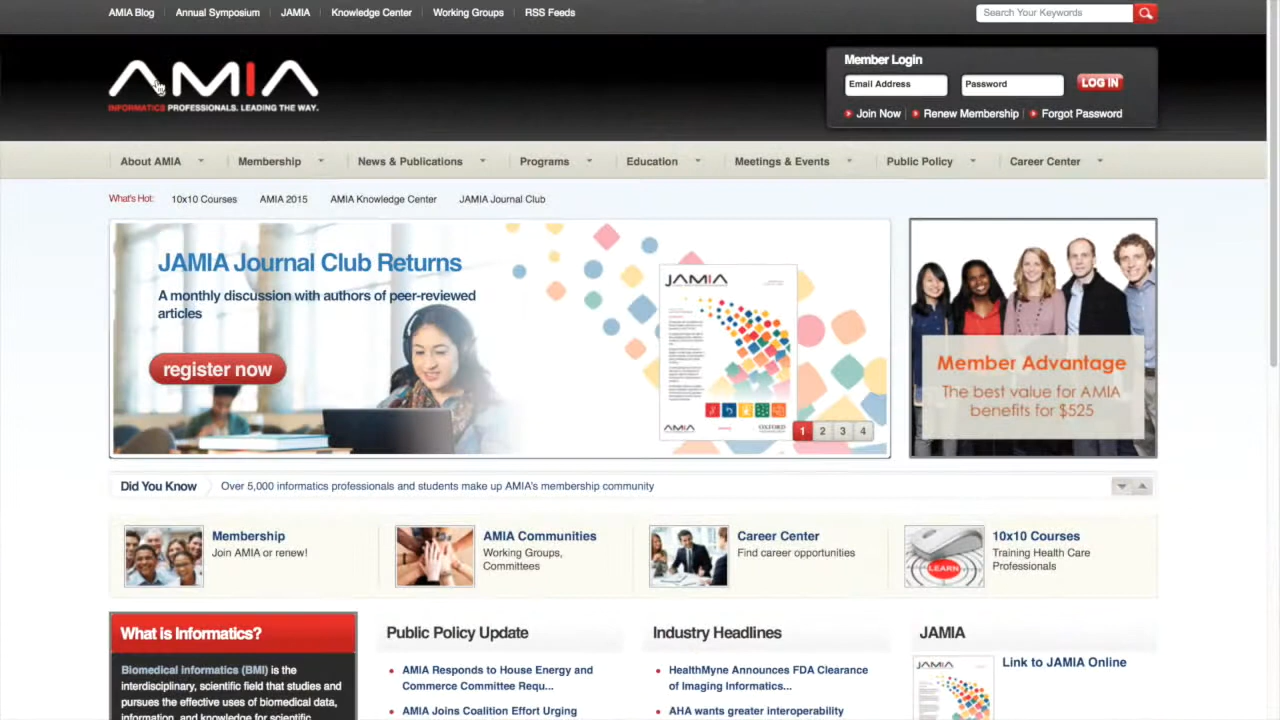 AMIA Blog
Annual Symposium
JAMIA
Knowledge Center
Working Groups
RSS Feeds
Search Your Keywords
AMIA
INFORMATICS PROFESSIONALS. LEADING THE WAY.
Member Login
Email Address
Password
LOG IN
Join Now
Renew Membership
Forgot Password
About AMIA
Membership
News & Publications
Programs
Education
Meetings & Events
Public Policy
Career Center
What's Hot:
10x10 Courses
AMIA 2015
AMIA Knowledge Center
JAMIA Journal Club
JAMIA Journal Club Returns
A monthly discussion with authors of peer-reviewed
articles
register now
JAMIA
AMIA
OXFORD
1 2 3 4
Member Advantage
The best value for AMIA
benefits for $525
Did You Know
Over 5,000 informatics professionals and students make up AMIA's membership community
Membership
Join AMIA or renew!
AMIA Communities
Working Groups,
Committees
Career Center
Find career opportunities
LEARN
10x10 Courses
Training Health Care
Professionals
What is Informatics?
Biomedical informatics (BMI) is the
interdisciplinary, scientific field that studies and
pursues the effective uses of biomedical data,
information, and knowledge for scientific
Public Policy Update
AMIA Responds to House Energy and
Commerce Committee Requ...
AMIA Joins Coalition Effort Urging
Industry Headlines
HealthMyne Announces FDA Clearance
of Imaging Informatics...
AHA wants greater interoperability
JAMIA
JAMIA
Link to JAMIA Online